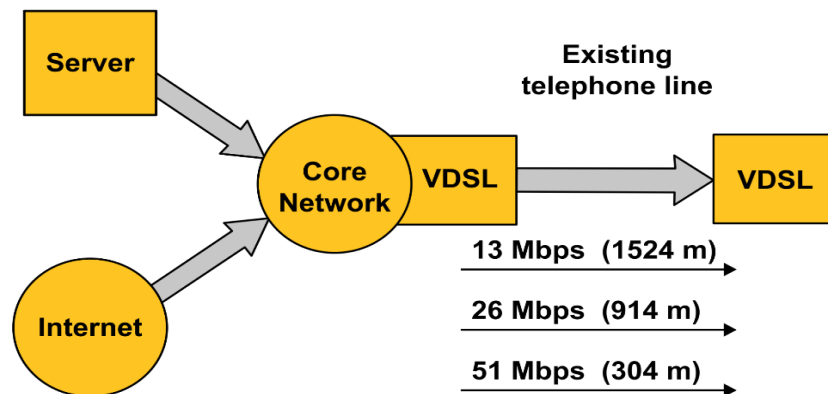 Server
Existing
telephone line
Core
Network
VDSL
VDSL
13 Mbps (1524 m)
Internet
26 Mbps (914 m)
51 Mbps (304 m)